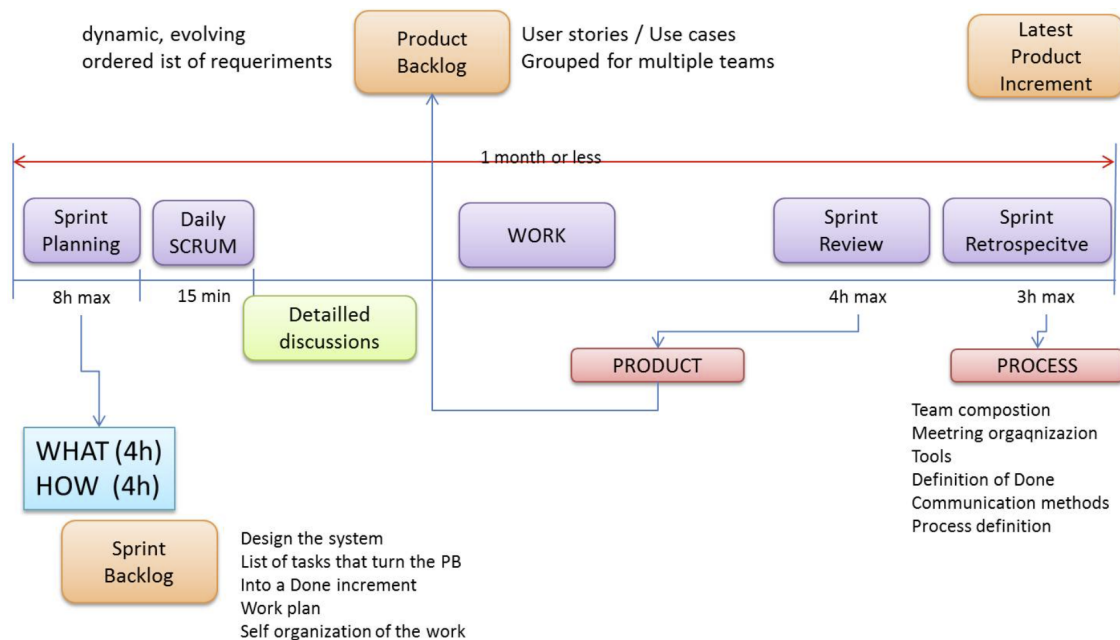 dynamic, evolving
ordered ist of requeriments
Product
Backlog
User stories / Use cases
Grouped for multiple teams
Latest
Product
Increment
1 month or less
Sprint
Planning
Daily
SCRUM
WORK
Sprint
Review
Sprint
Retrospecitve
8h max
15 min
4h max
3h max
Detailled
discussions
PRODUCT
PROCESS
Team compostion
Meetring orgaqnizazion
Tools
Definition of Done
Communication methods
Process definition
WHAT (4h)
HOW (4h)
Sprint
Backlog
Design the system
List of tasks that turn the PB
Into a Done increment
Work plan
Self organization of the work